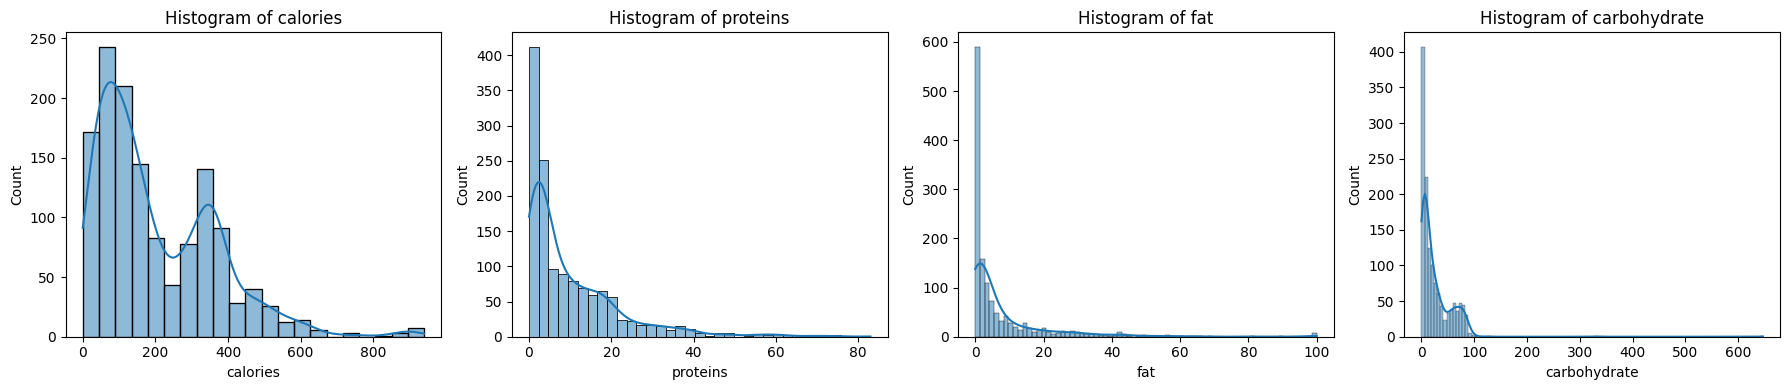 Histogram of calories
250
200
150
100
50
0
Count
0 200 400 600 800
calories
Histogram of proteins
400
350
300
250
200
150
100
50
0
Count
0 20 40 60 80
proteins
Histogram of fat
600
500
400
300
200
100
0
Count
0 20 40 60 80 100
fat
Histogram of carbohydrate
400
350
300
250
200
150
100
50
0
Count
0 100 200 300 400 500 600
carbohydrate